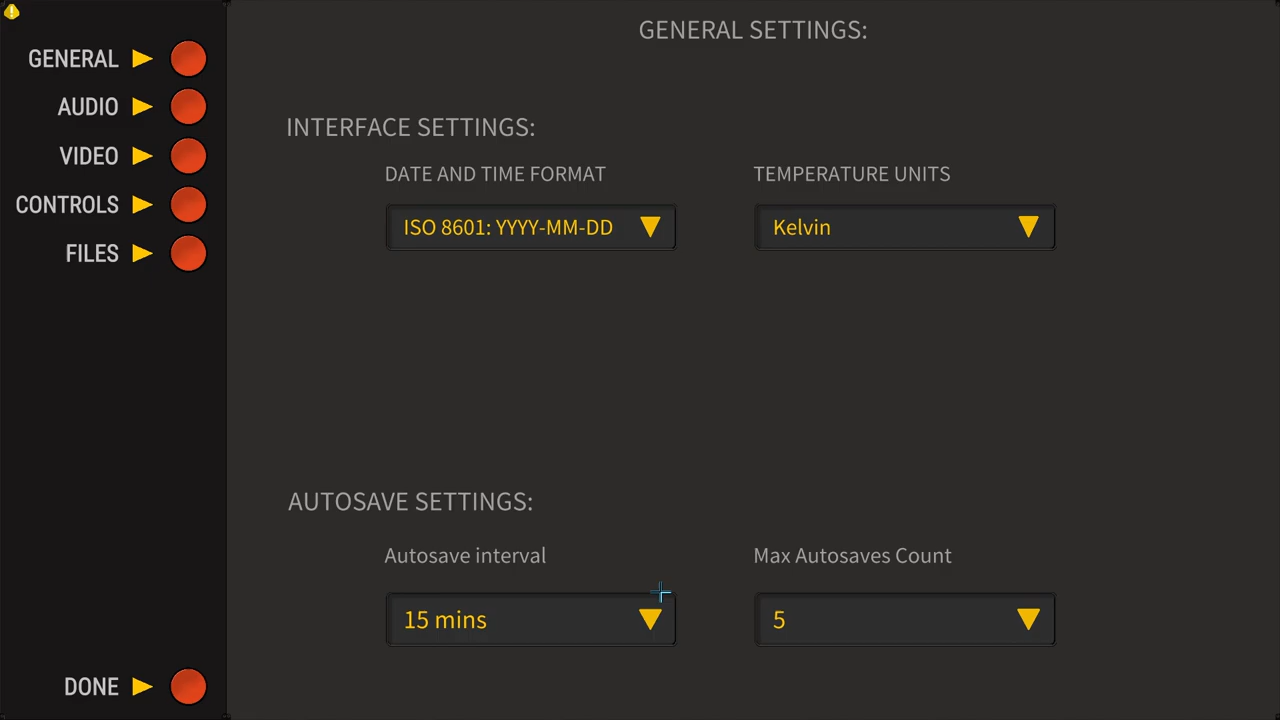 GENERAL
AUDIO
VIDEO
CONTROLS
FILES
DONE
GENERAL SETTINGS:
INTERFACE SETTINGS:
DATE AND TIME FORMAT
TEMPERATURE UNITS
ISO 8601: YYYY-MM-DD
Kelvin
AUTOSAVE SETTINGS:
Autosave interval
Max Autosaves Count
15 mins
5